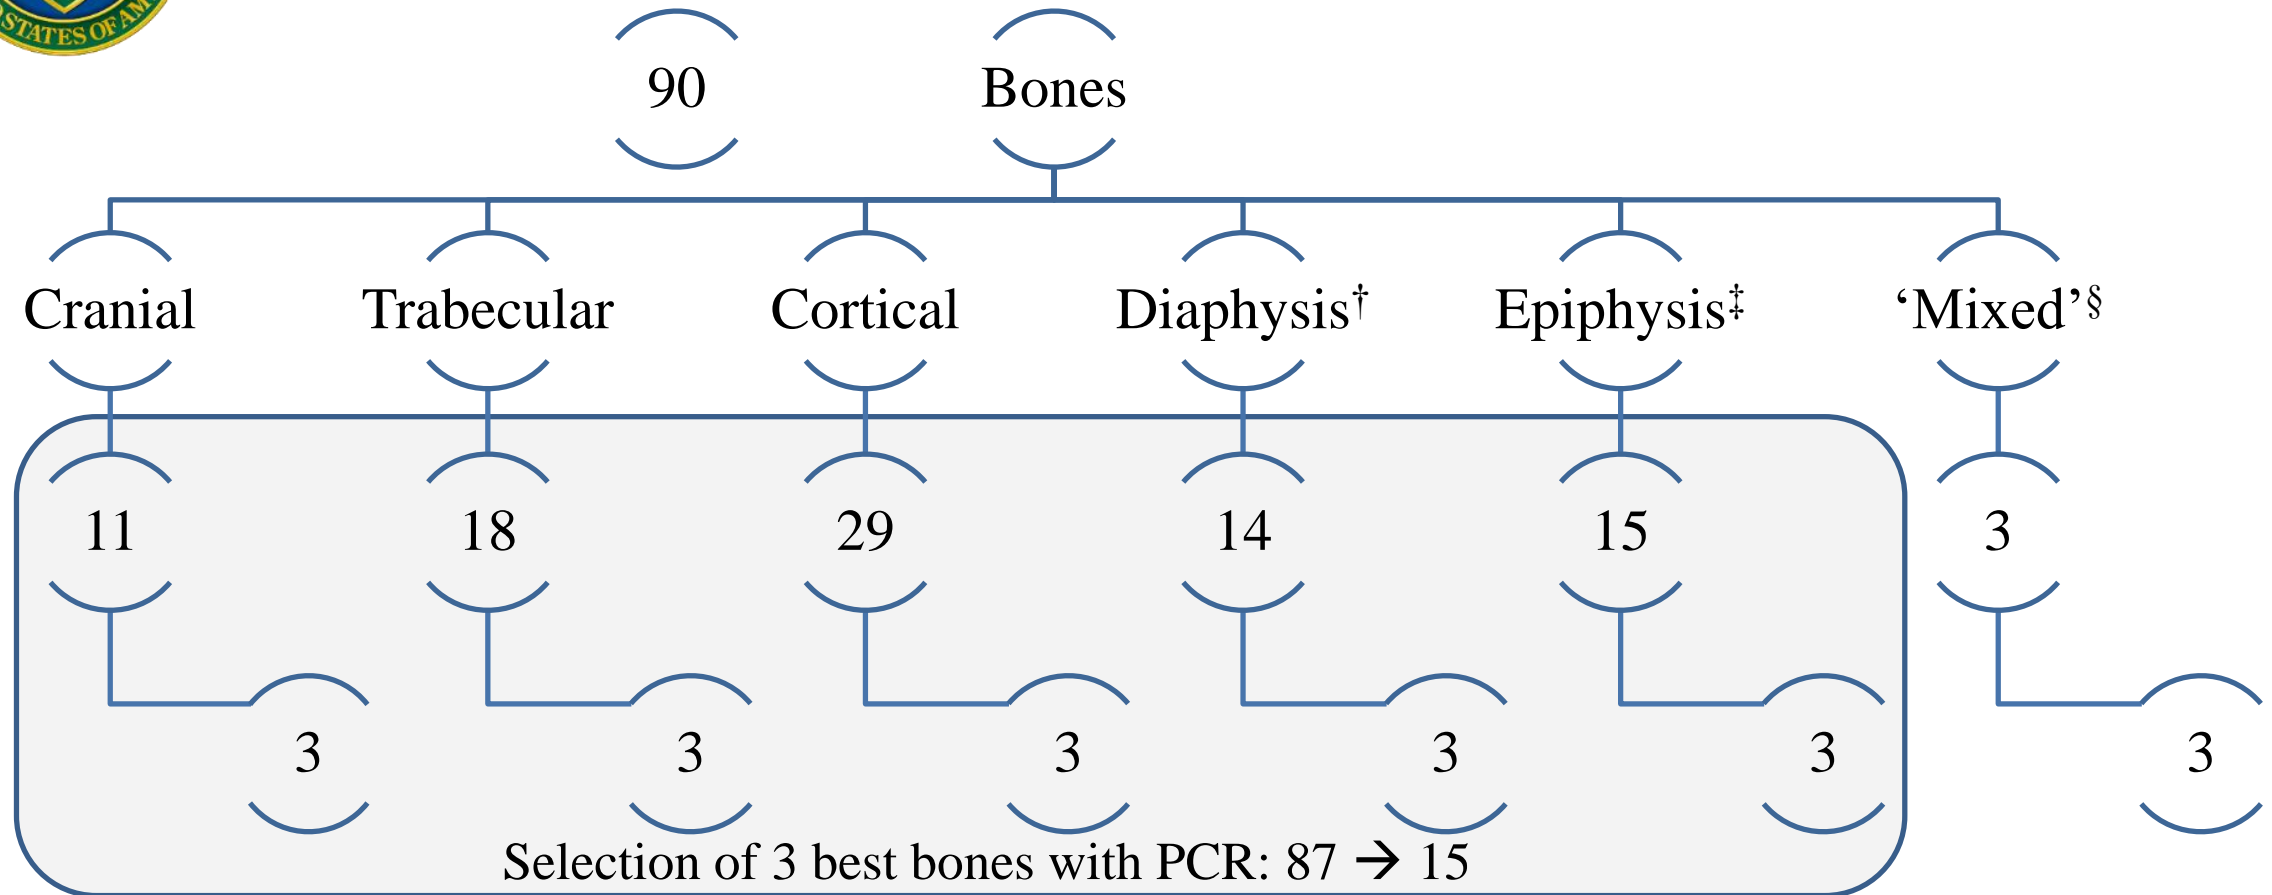 STATES OF AM
90 Bones
Cranial Trabecular Cortical Diaphysis† Epiphysis‡ ‘Mixed’§
11 18 29 14 15 3
3 3 3 3 3 3
Selection of 3 best bones with PCR: 87 → 15